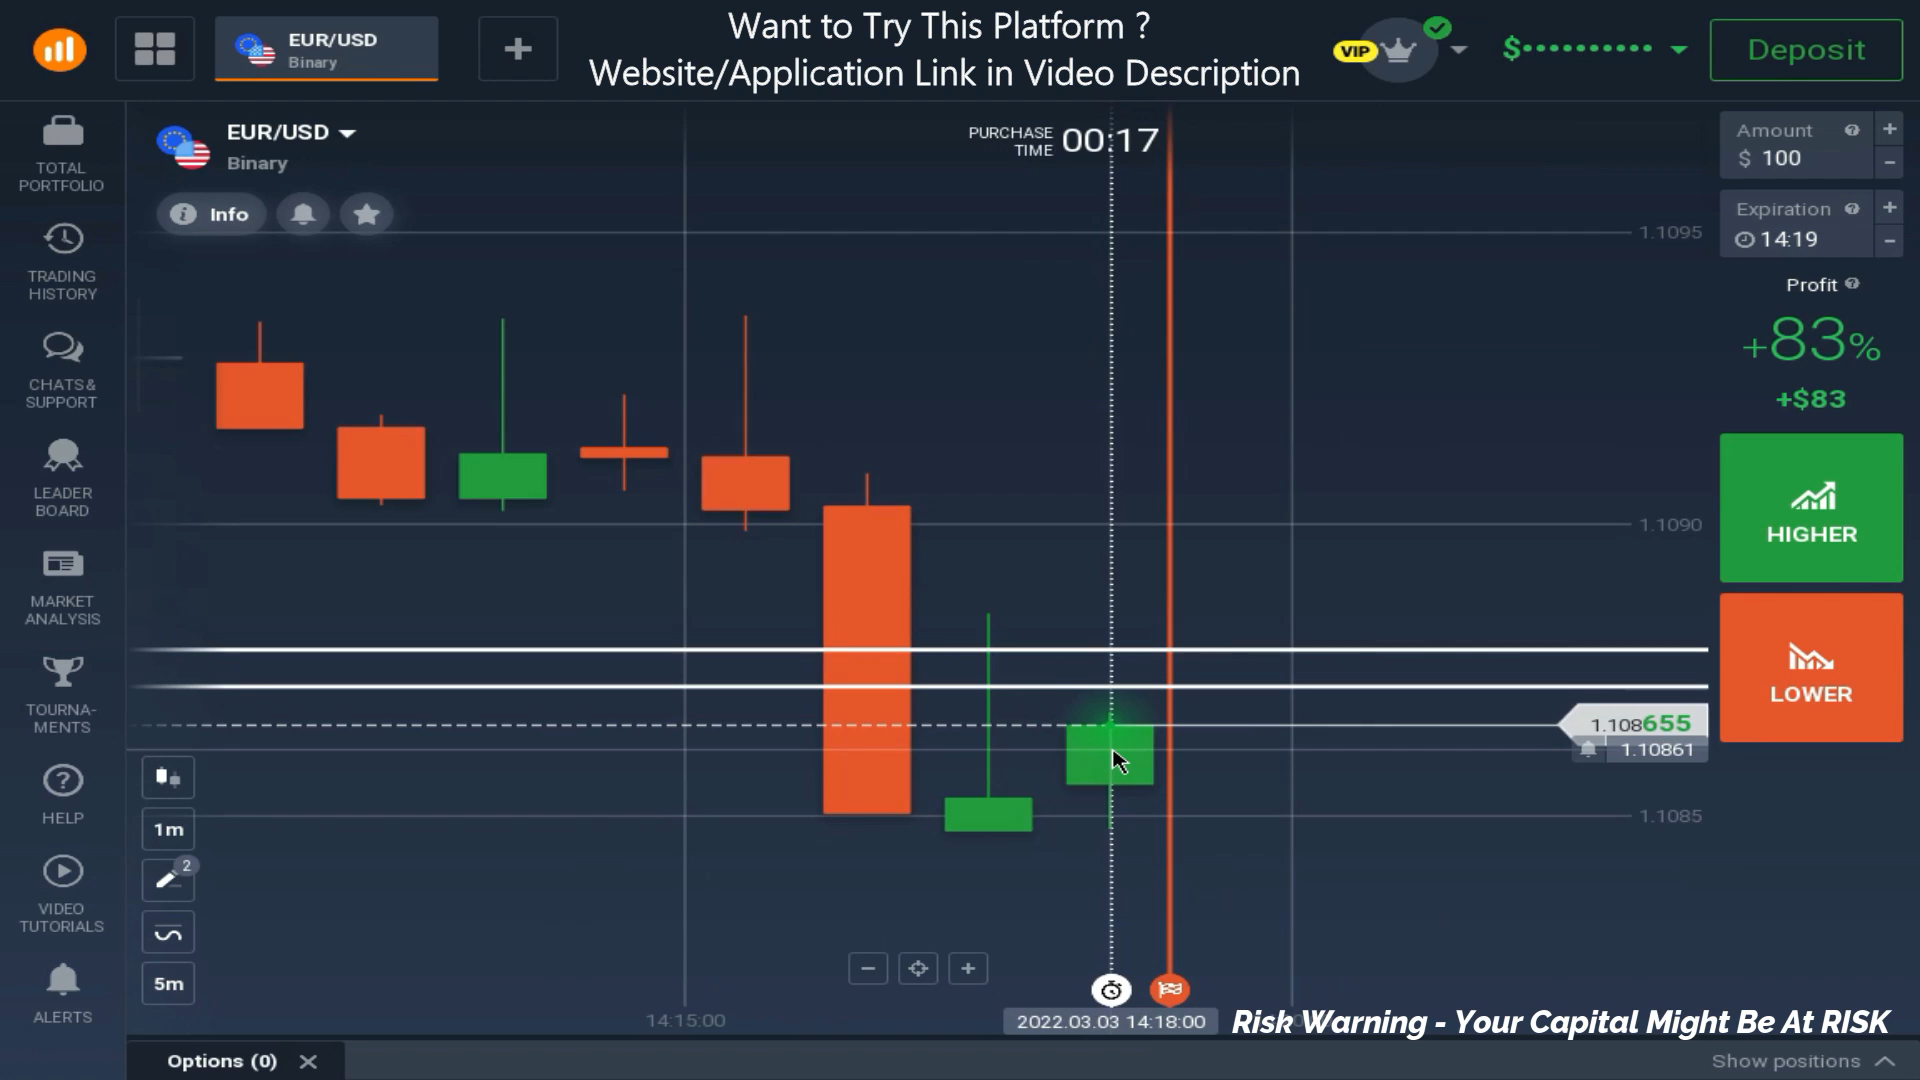 EUR/USD
Binary
Want to Try This Platform ?
Website/Application Link in Video Description
VIP
$••••••••••
Deposit
TOTAL
PORTFOLIO
TRADING
HISTORY
CHATS &
SUPPORT
LEADER
BOARD
MARKET
ANALYSIS
TOURNA-
MENTS
HELP
VIDEO
TUTORIALS
ALERTS
EUR/USD
Binary
Info
PURCHASE
TIME
00:17
1.1095
1.1090
1.108655
1.10861
1.1085
Amount
$ 100
Expiration
14:19
Profit
+83%
+$83
HIGHER
LOWER
1m
2
5m
14:15:00
2022.03.03 14:18:00
Risk Warning - Your Capital Might Be At RISK
Options (0)
Show positions